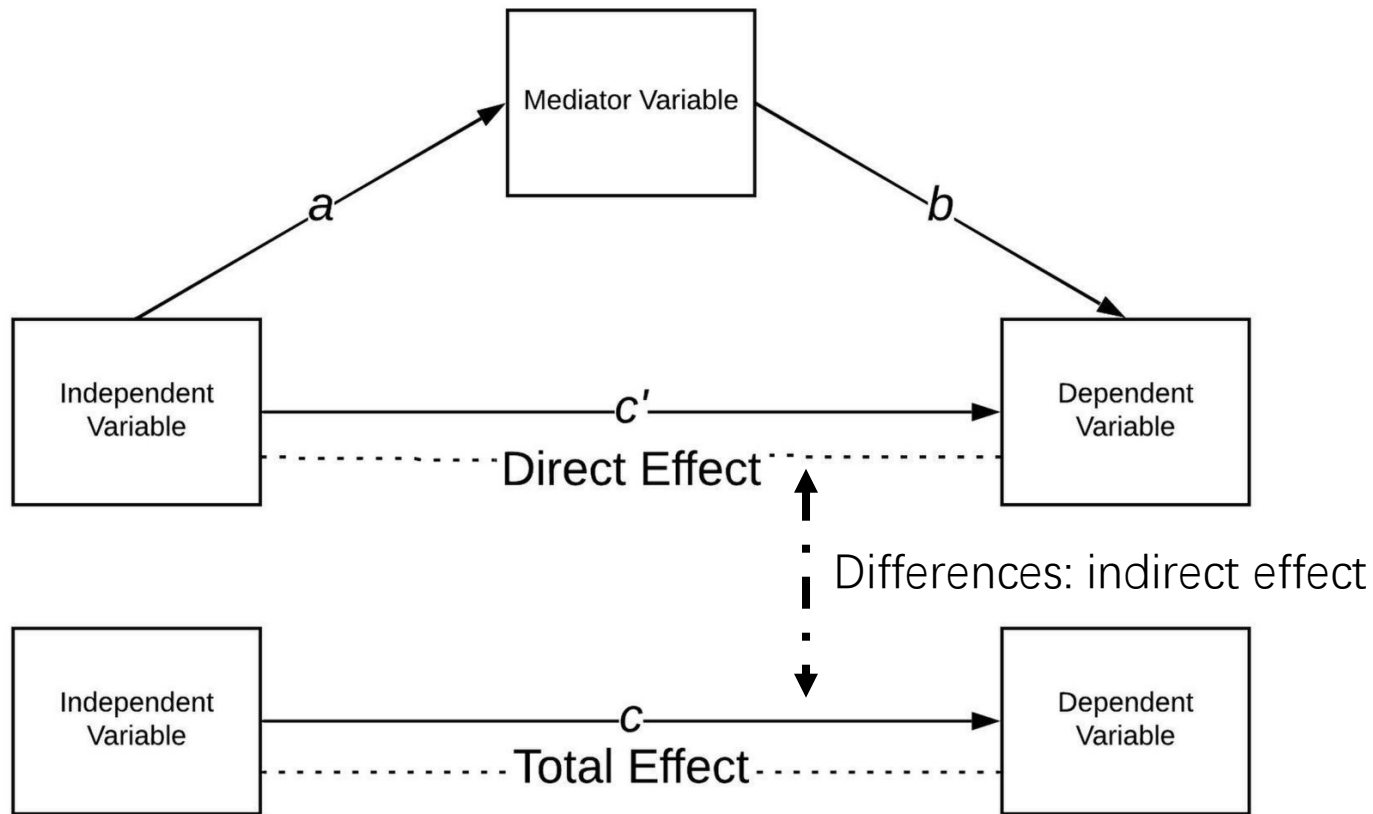 Mediator Variable
a
b
Independent
Variable
c'
Dependent
Variable
Direct Effect
Differences: indirect effect
Independent
Variable
c
Dependent
Variable
Total Effect